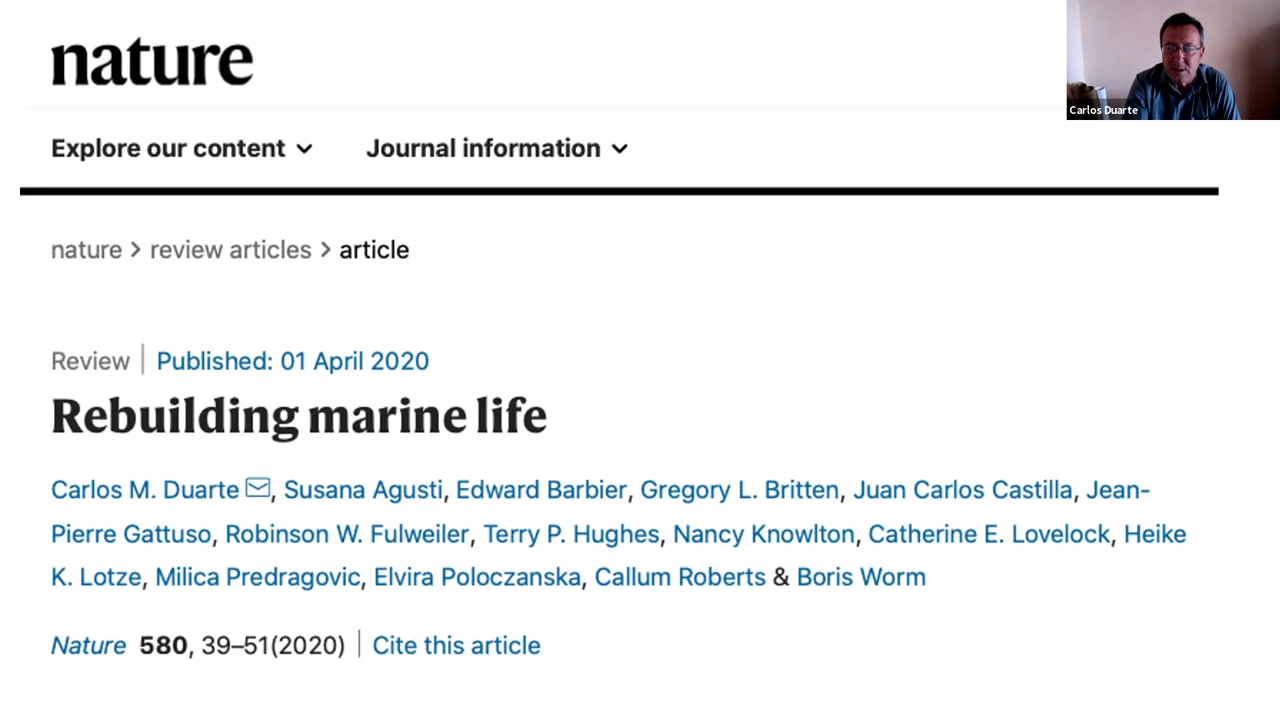 nature
Carlos Duarte
Explore our content
Journal information
nature > review articles > article
Review | Published: 01 April 2020
Rebuilding marine life
Carlos M. Duarte, Susana Agusti, Edward Barbier, Gregory L. Britten, Juan Carlos Castilla, Jean-
Pierre Gattuso, Robinson W. Fulweiler, Terry P. Hughes, Nancy Knowlton, Catherine E. Lovelock, Heike
K. Lotze, Milica Predragovic, Elvira Poloczanska, Callum Roberts & Boris Worm
Nature 580, 39–51(2020) | Cite this article